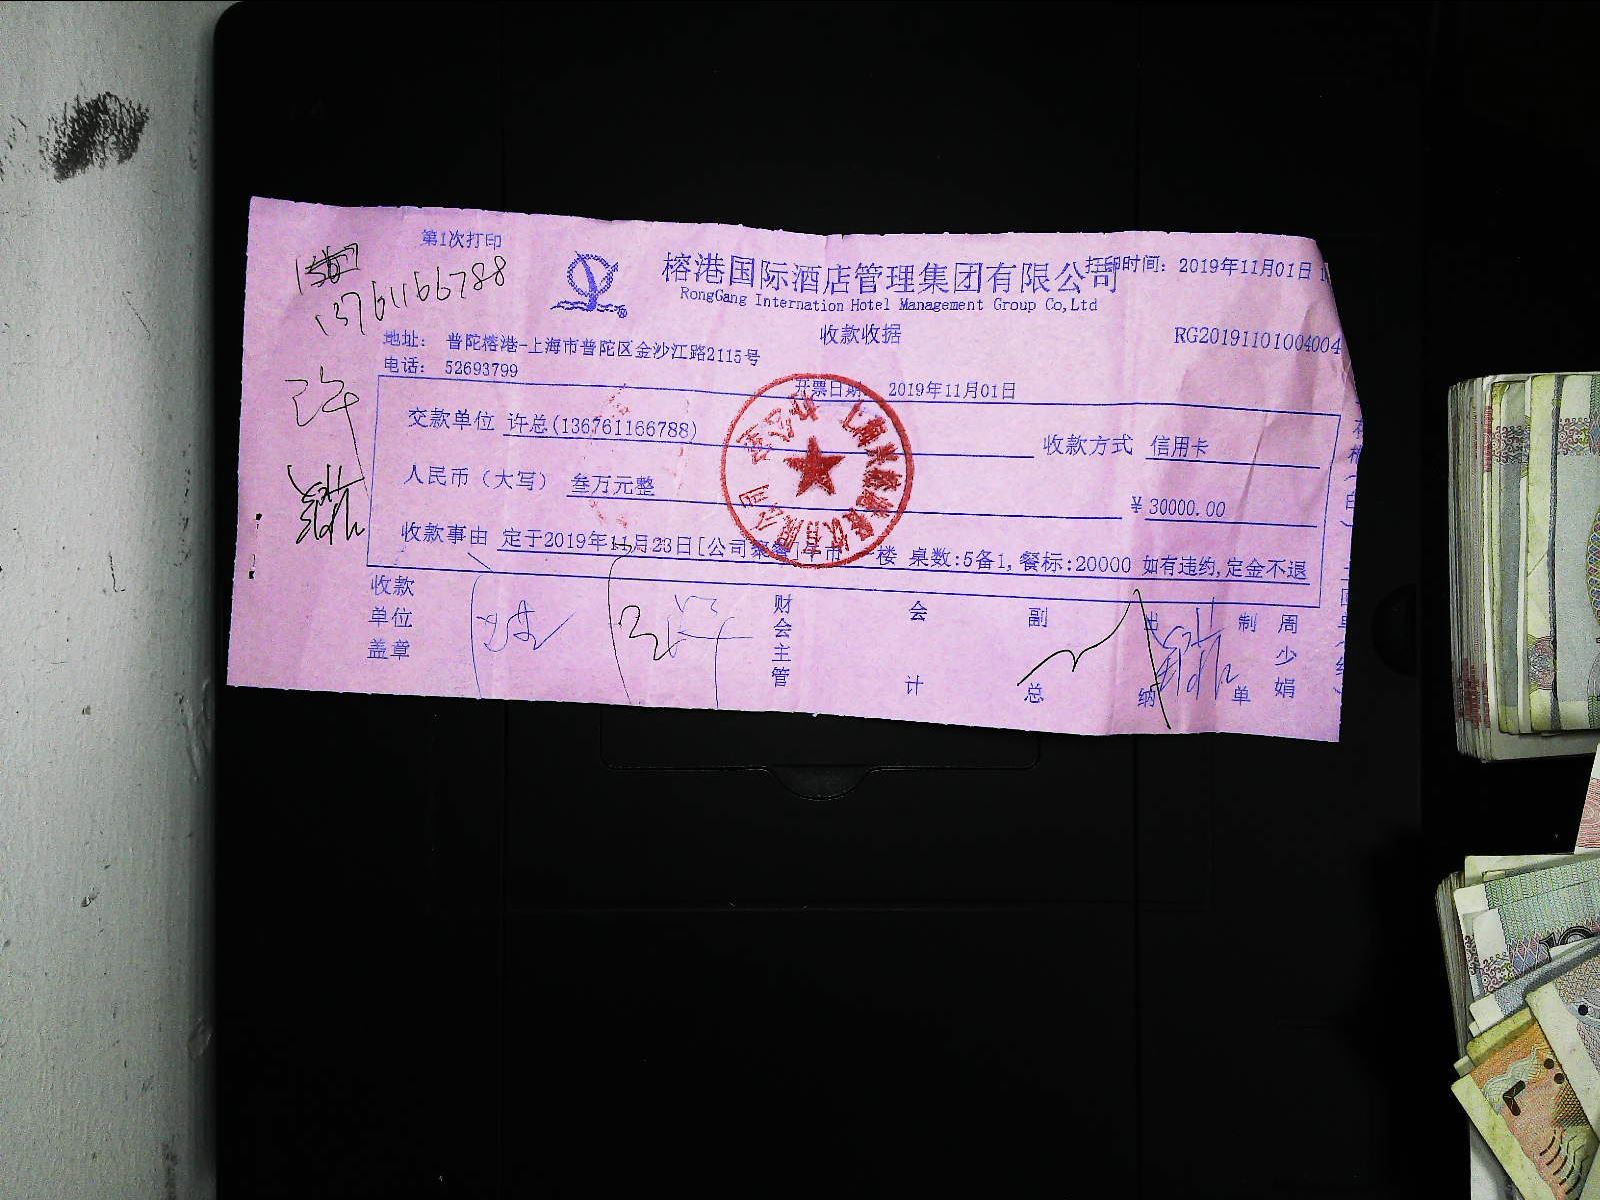 第1次打印
13761166788
榕港国际酒店管理集团有限公司
打印时间: 2019年11月01日 1
RongGang Internation Hotel Management Group Co,Ltd
收款收据
RG20191101004004
地址: 普陀榕港-上海市普陀区金沙江路2115号
电话: 52693799
开票日期: 2019年11月01日
许
交款单位 许总(136761166788)
收款方式 信用卡
人民币(大写) 叁万元整
¥ 30000.00
收款事由 定于2019年11月23日[公司聚餐] 市 楼 桌数:5备1, 餐标:20000 如有违约,定金不退
收款单位盖章
财会主管
会计
副总
出纳
制单
周少娟